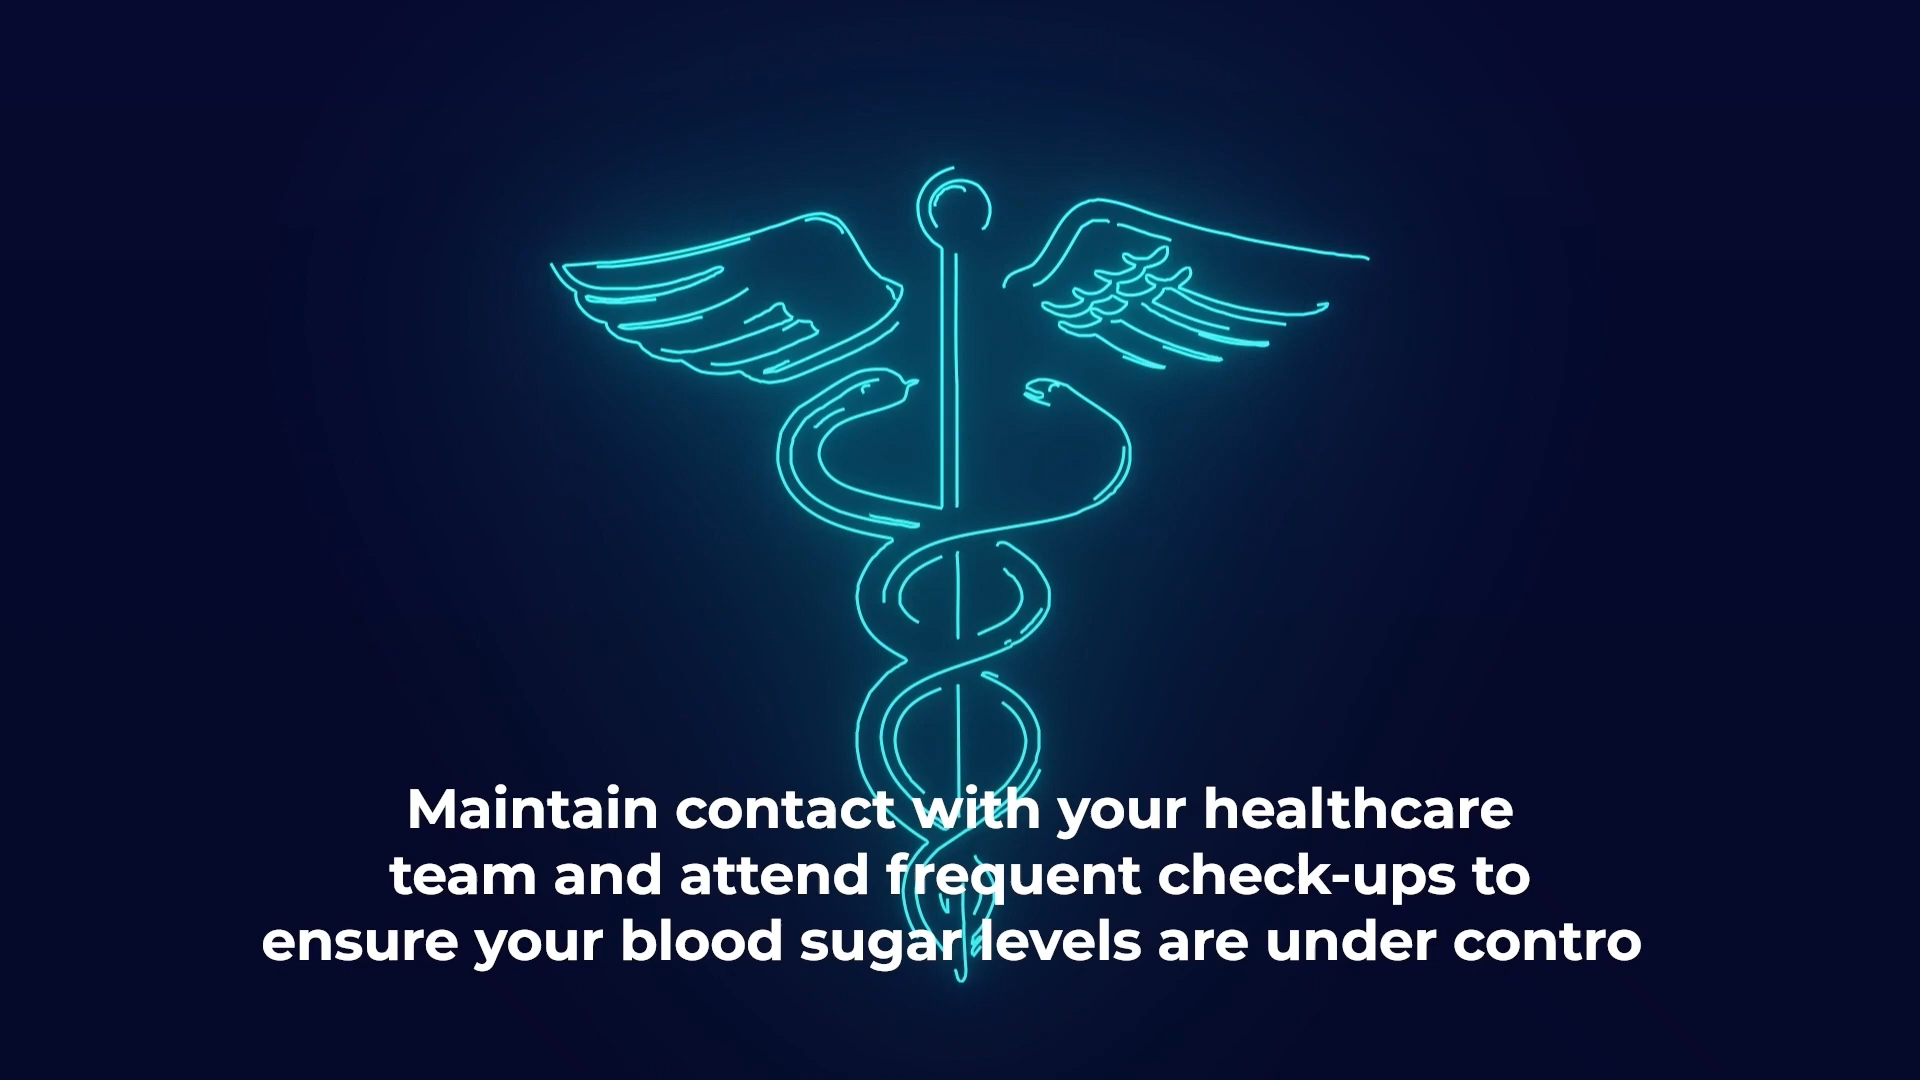 Maintain contact with your healthcare
team and attend frequent check-ups to
ensure your blood sugar levels are under contro